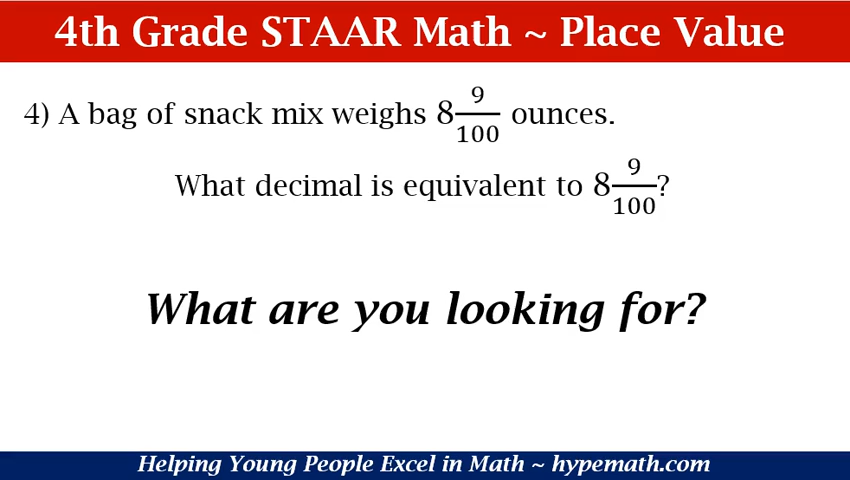 4th Grade STAAR Math ~ Place Value
4) A bag of snack mix weighs 8 9/100 ounces.
What decimal is equivalent to 8 9/100?
What are you looking for?
Helping Young People Excel in Math ~ hypemath.com